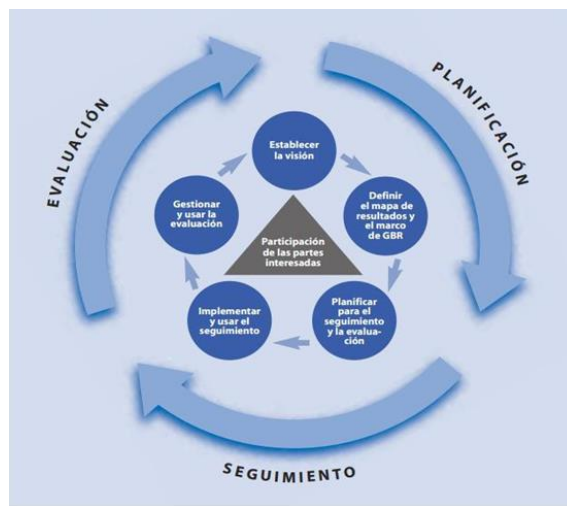 PLANIFICACIÓN
EVALUACIÓN
Establecer
la visión
Gestionar
y usar la
evaluación
Definir
el mapa de
resultados y
el marco
de GBR
Participación
de las partes
interesadas
Implementar
y usar el
seguimiento
Planificar
para el
seguimiento
y la evalua-
ción
SEGUIMIENTO